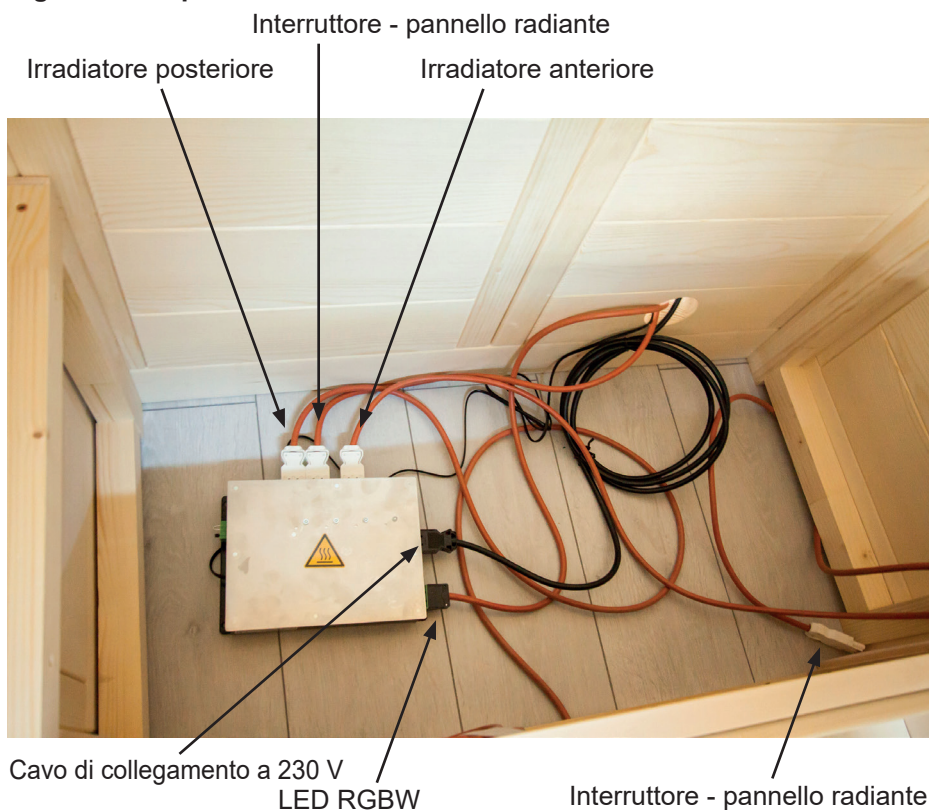 Interruttore - pannello radiante
Irradiatore posteriore
Irradiatore anteriore
Cavo di collegamento a 230 V
LED RGBW
Interruttore - pannello radiante